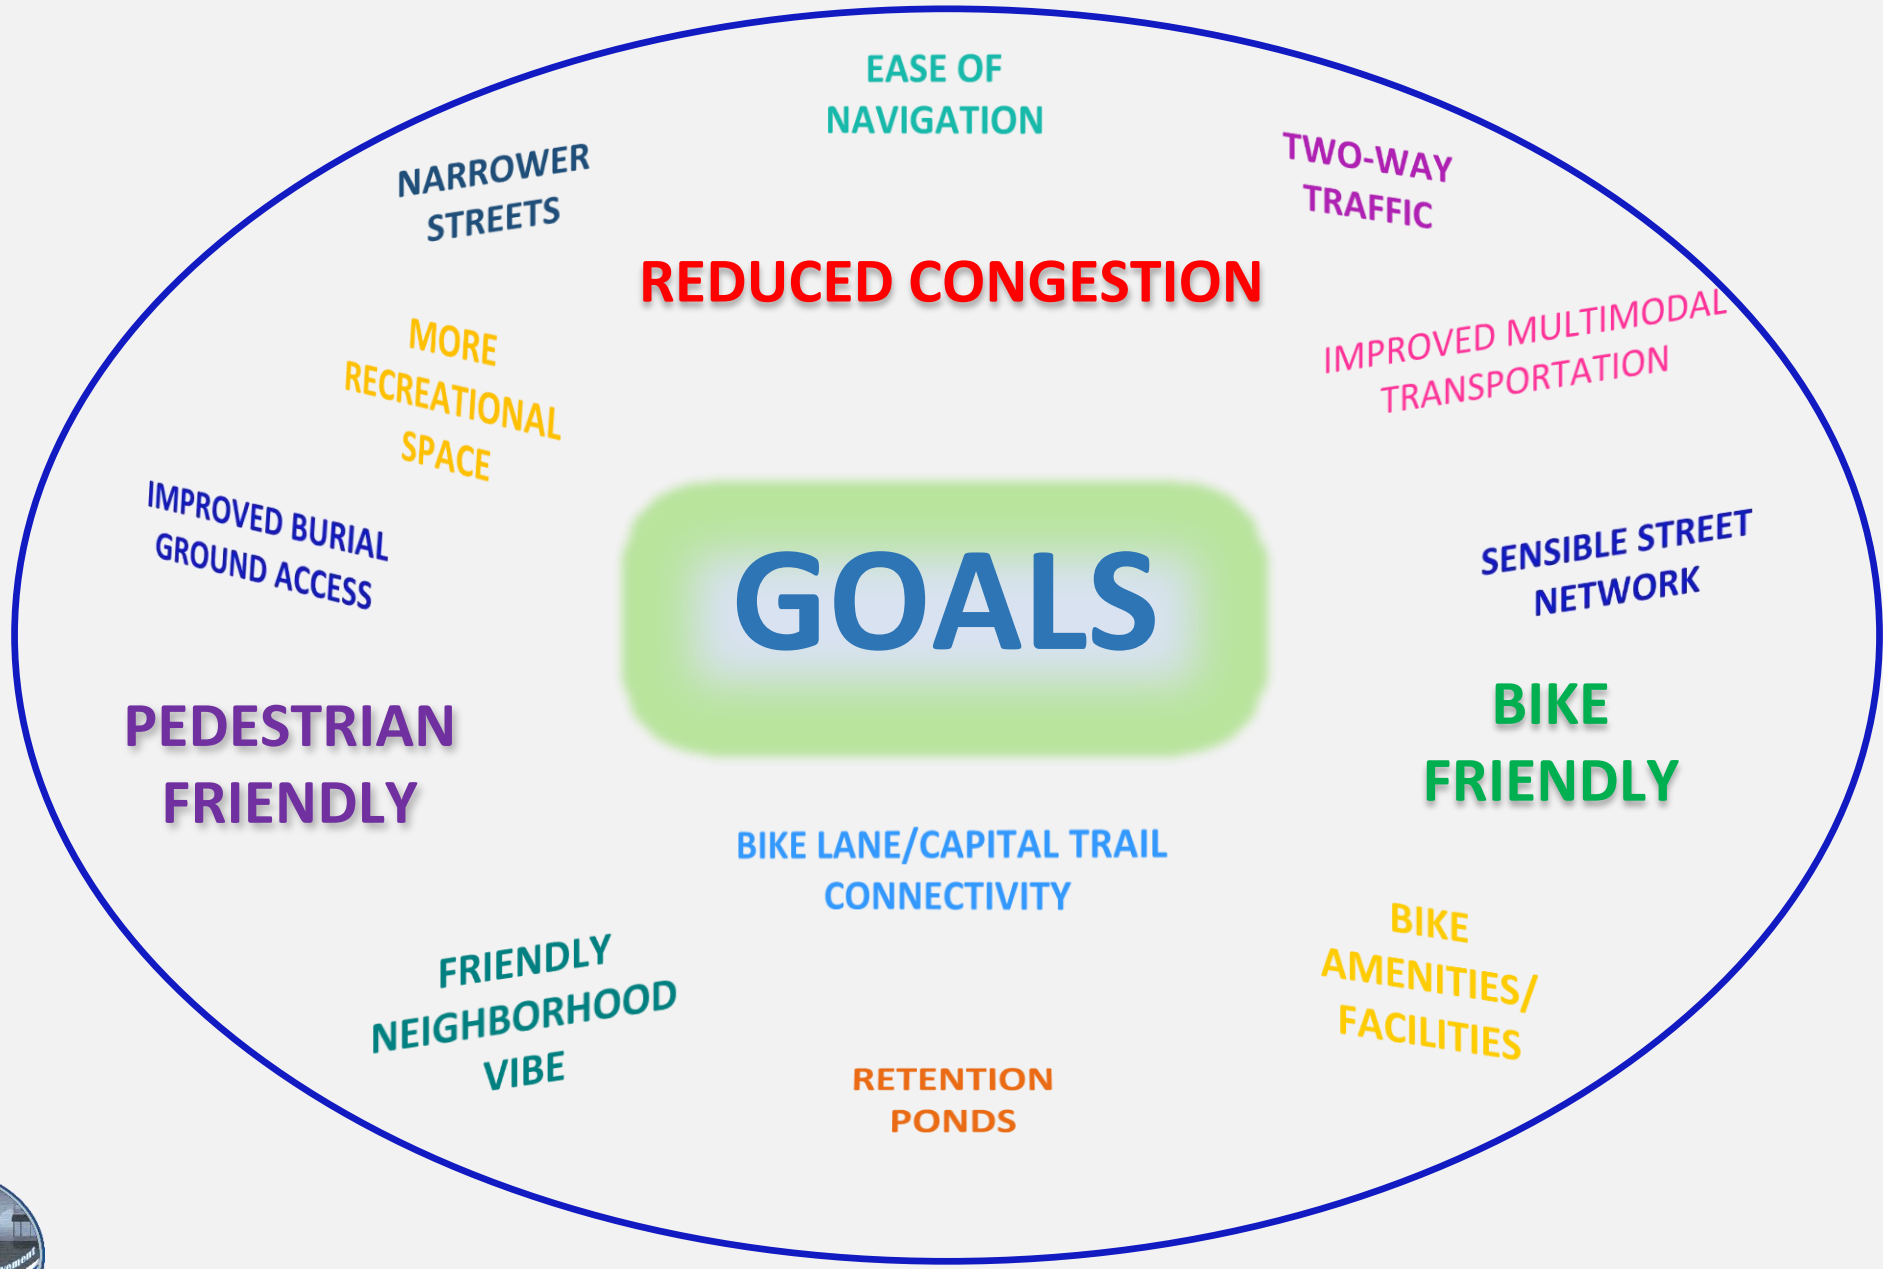 EASE OF
NAVIGATION
NARROWER
STREETS
TWO-WAY
TRAFFIC
REDUCED CONGESTION
MORE
RECREATIONAL
SPACE
IMPROVED MULTIMODAL
TRANSPORTATION
IMPROVED BURIAL
GROUND ACCESS
GOALS
SENSIBLE STREET
NETWORK
PEDESTRIAN
FRIENDLY
BIKE
FRIENDLY
BIKE LANE/CAPITAL TRAIL
CONNECTIVITY
FRIENDLY
NEIGHBORHOOD
VIBE
BIKE
AMENITIES/
FACILITIES
RETENTION
PONDS